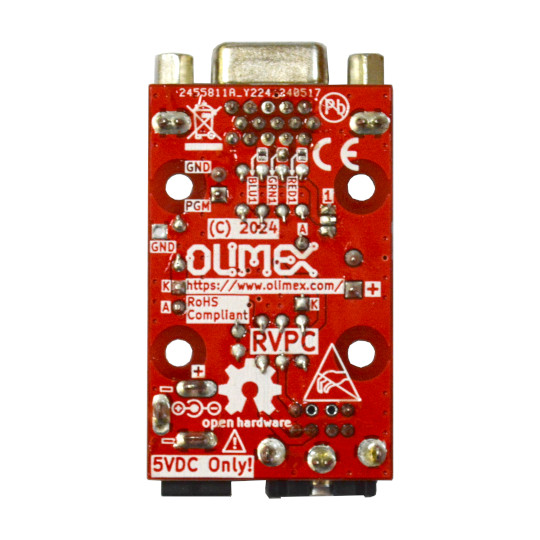 2455811A_Y224_240517
Pb
CE
GND
BLU1
GRN1
RED1
1
PGM
(C) 2024
A
GND
OLIMEX
K
https://www.olimex.com/
+
A
RoHS
K
Compliant
RVPC
+
-
open hardware
-
5VDC Only!